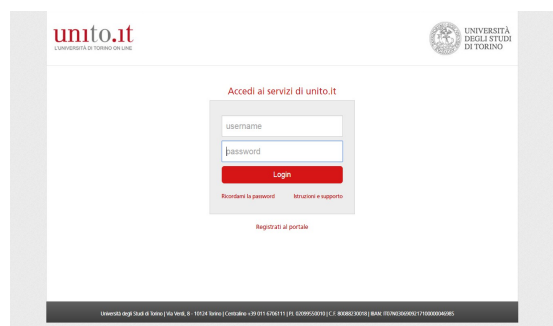 unito.it
L'UNIVERSITÀ DI TORINO ON LINE
UNIVERSITÀ
DEGLI STUDI
DI TORINO
Accedi ai servizi di unito.it
username
password
Login
Ricordami la password
Istruzioni e supporto
Registrati al portale
Università degli Studi di Torino | Via Verdi, 8 - 10124 Torino | Centralino +39 011 6706111 | P.I. 02099550010 | C.F. 80088230018 | IBAN: